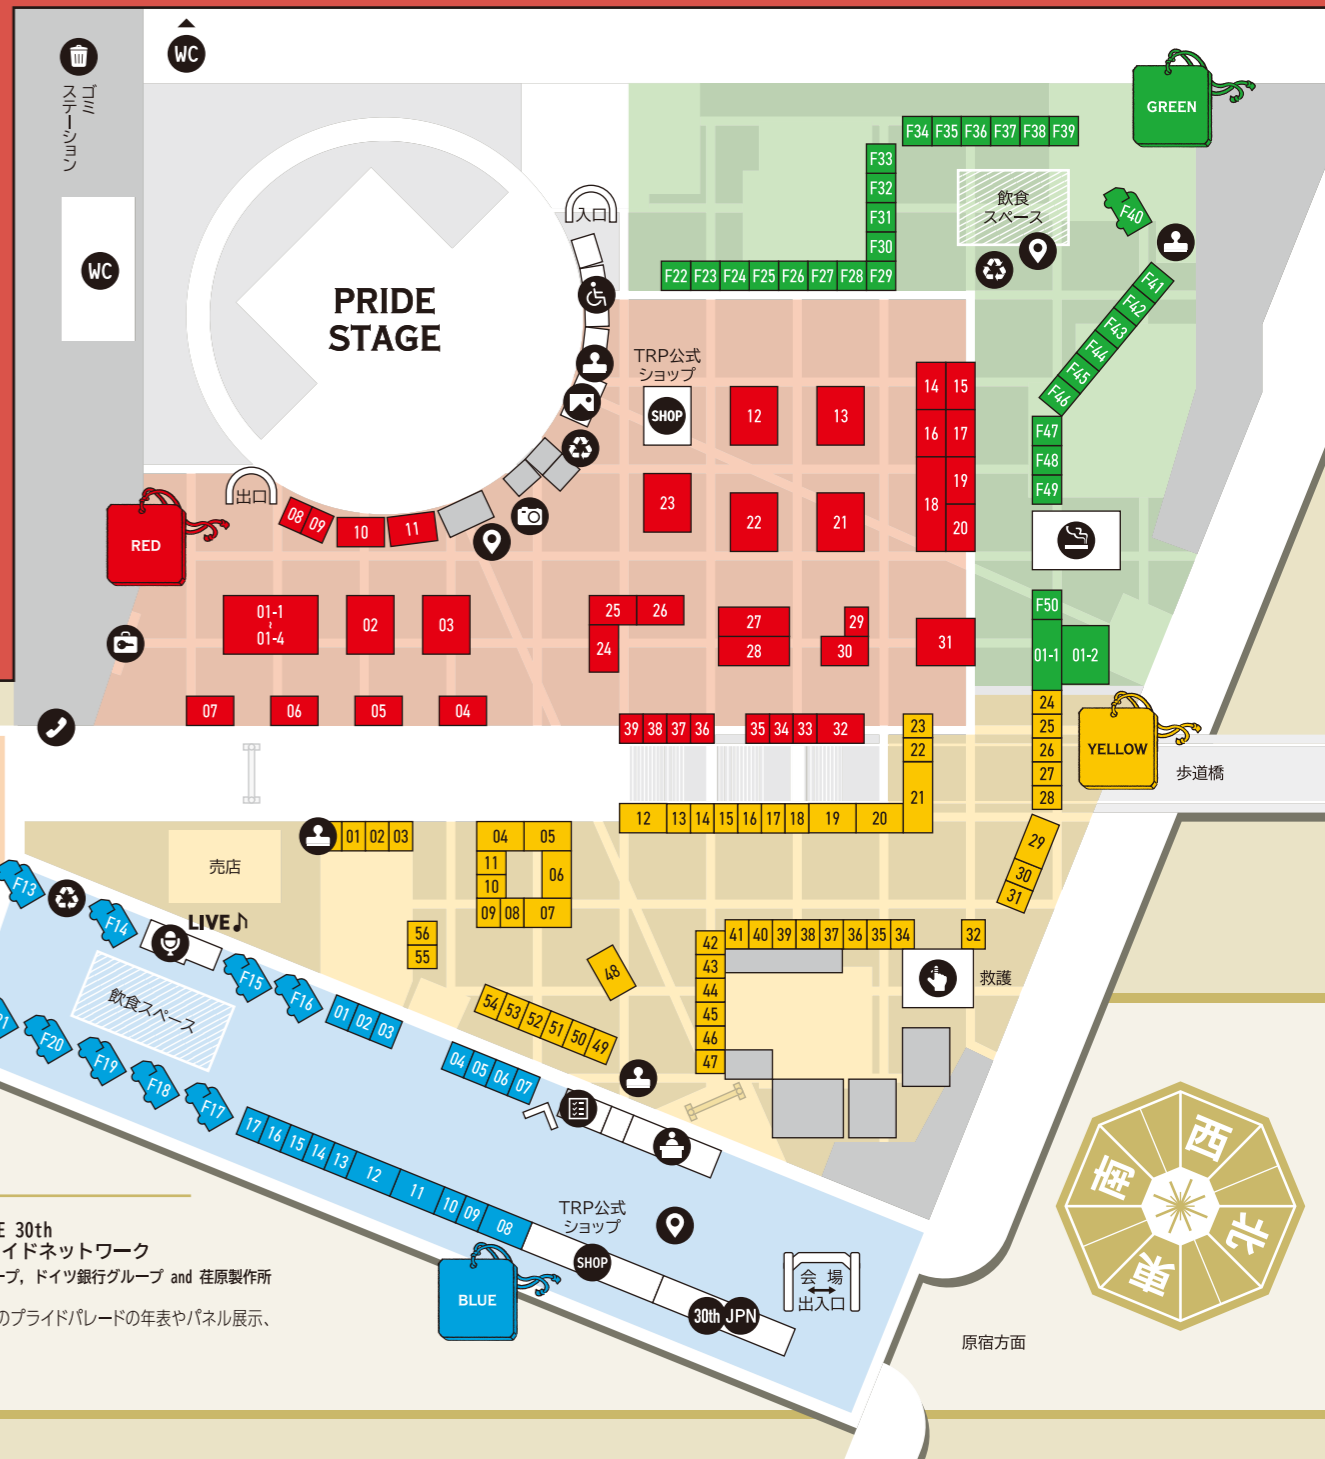 WC
ゴミ
ステーション
WC
PRIDE
STAGE
入口
出口
GREEN
F34 F35 F36 F37 F38 F39
F33
F32
F31
F30
F22 F23 F24 F25 F26 F27 F28 F29
飲食
スペース
F40
F41
F42
F43
F44
F45
F46
F47
F48
F49
F50
01-1 01-2
TRP公式
ショップ
SHOP
12 13
14 15
16 17
18 19
20
23 22 21
RED
08 09 10 11
01-1
~
01-4
02 03
25 26
24
27
28
29
30
31
07 06 05 04
39 38 37 36 35 34 33 32
YELLOW
歩道橋
23
22
21
24
25
26
27
28
12 13 14 15 16 17 18 19 20
29
30
31
01 02 03
04 05
11
10
06
09 08 07
売店
56
55
48
54 53 52 51 50 49
41 40 39 38 37 36 35 34 32
42
43
44
45
46
47
救護
F13
F14
LIVE♪
F15
F16
01 02 03
04 05 06 07
飲食スペース
F20
F19
F18
F17
17 16 15 14 13 12 11 10 09 08
TRP公式
ショップ
SHOP
BLUE
30th JPN
会 場
出入口
原宿方面
西
南
北
東
E 30th
イドネットワーク
ープ, ドイツ銀行グループ and 荏原製作所
のプライドパレードの年表やパネル展示、